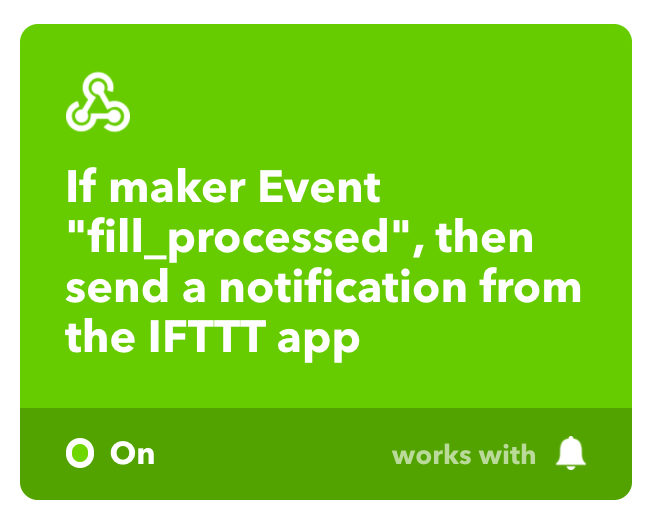 If maker Event
"fill_processed", then
send a notification from
the IFTTT app
On
works with